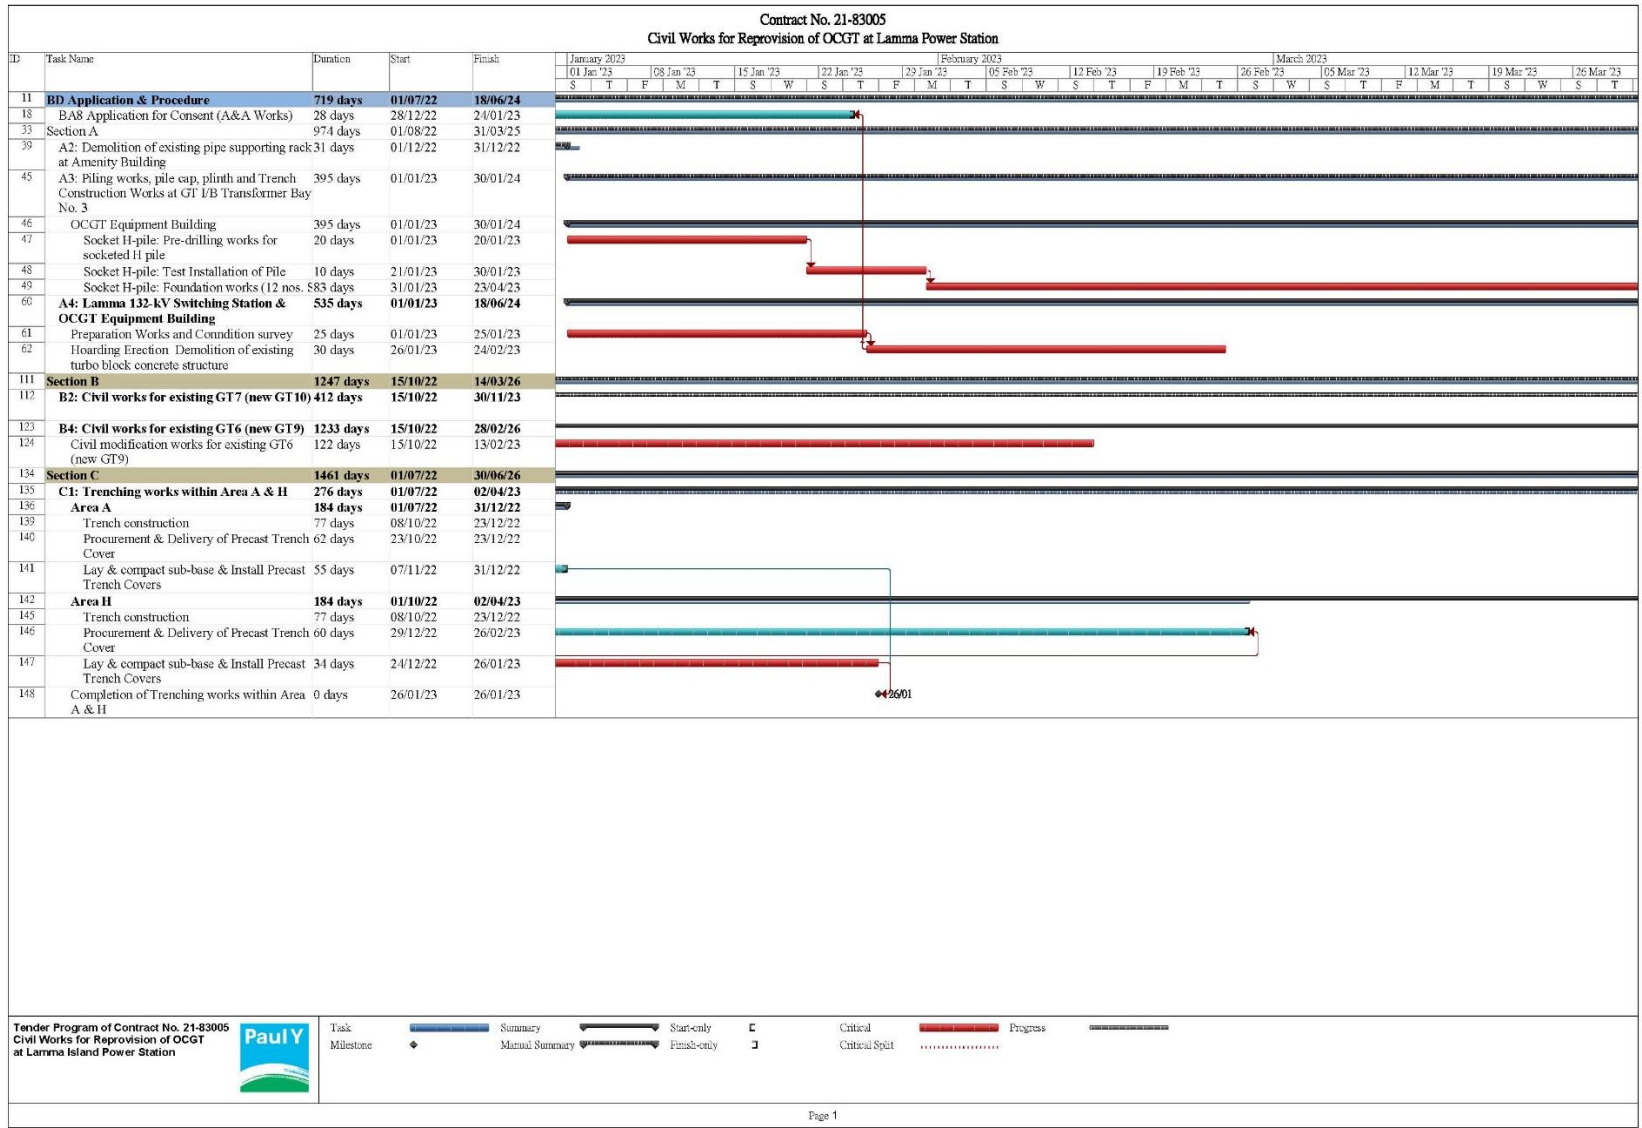 Contract No. 21-83005
Civil Works for Reprovision of OCGT at Lamma Power Station
ID Task Name Duration Start Finish January 2023 February 2023 March 2023
01 Jan '23 08 Jan '23 15 Jan '23 22 Jan '23 29 Jan '23 05 Feb '23 12 Feb '23 19 Feb '23 26 Feb '23 05 Mar '23 12 Mar '23 19 Mar '23 26 Mar '23
S T F M T S W S T F M T S W S T F M T S W S T F M T S W S T
11 BD Application & Procedure 719 days 01/07/22 18/06/24
18 BA8 Application for Consent (A&A Works) 28 days 28/12/22 24/01/23
33 Section A 974 days 01/08/22 31/03/25
39 A2: Demolition of existing pipe supporting rack 31 days 01/12/22 31/12/22
at Amenity Building
45 A3: Piling works, pile cap, plinth and Trench 395 days 01/01/23 30/01/24
Construction Works at GT I/B Transformer Bay
No. 3
46 OCGT Equipment Building 395 days 01/01/23 30/01/24
47 Socket H-pile: Pre-drilling works for 20 days 01/01/23 20/01/23
socketed H pile
48 Socket H-pile: Test Installation of Pile 10 days 21/01/23 30/01/23
49 Socket H-pile: Foundation works (12 nos. S 83 days 31/01/23 23/04/23
60 A4: Lamma 132-kV Switching Station & 535 days 01/01/23 18/06/24
OCGT Equipment Building
61 Preparation Works and Conndition survey 25 days 01/01/23 25/01/23
62 Hoarding Erection Demolition of existing 30 days 26/01/23 24/02/23
turbo block concrete structure
111 Section B 1247 days 15/10/22 14/03/26
112 B2: Civil works for existing GT7 (new GT10) 412 days 15/10/22 30/11/23
123 B4: Civil works for existing GT6 (new GT9) 1233 days 15/10/22 28/02/26
124 Civil modification works for existing GT6 122 days 15/10/22 13/02/23
(new GT9)
134 Section C 1461 days 01/07/22 30/06/26
135 C1: Trenching works within Area A & H 276 days 01/07/22 02/04/23
136 Area A 184 days 01/07/22 31/12/22
139 Trench construction 77 days 08/10/22 23/12/22
140 Procurement & Delivery of Precast Trench 62 days 23/10/22 23/12/22
Cover
141 Lay & compact sub-base & Install Precast 55 days 07/11/22 31/12/22
Trench Covers
142 Area H 184 days 01/10/22 02/04/23
145 Trench construction 77 days 08/10/22 23/12/22
146 Procurement & Delivery of Precast Trench 60 days 29/12/22 26/02/23
Cover
147 Lay & compact sub-base & Install Precast 34 days 24/12/22 26/01/23
Trench Covers
148 Completion of Trenching works within Area 0 days 26/01/23 26/01/23 26/01
A & H
Tender Program of Contract No. 21-83005
Civil Works for Reprovision of OCGT
at Lamma Island Power Station
Paul Y
Task Summary Start-only Critical Progress
Milestone Manual Summary Finish-only Critical Split
Page 1